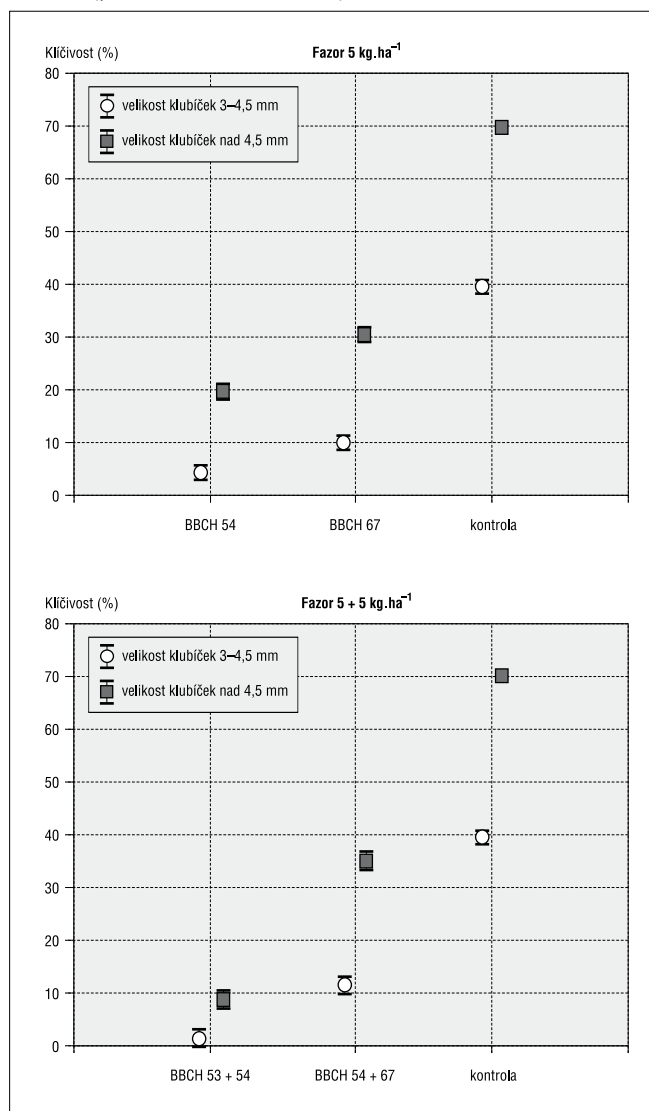 Klíčivost (%)
Fazor 5 kg.ha⁻¹
80
velikost klubíček 3–4,5 mm
70
velikost klubíček nad 4,5 mm
60
50
40
30
20
10
0
BBCH 54
BBCH 67
kontrola
Klíčivost (%)
Fazor 5 + 5 kg.ha⁻¹
80
velikost klubíček 3–4,5 mm
70
velikost klubíček nad 4,5 mm
60
50
40
30
20
10
0
BBCH 53 + 54
BBCH 54 + 67
kontrola